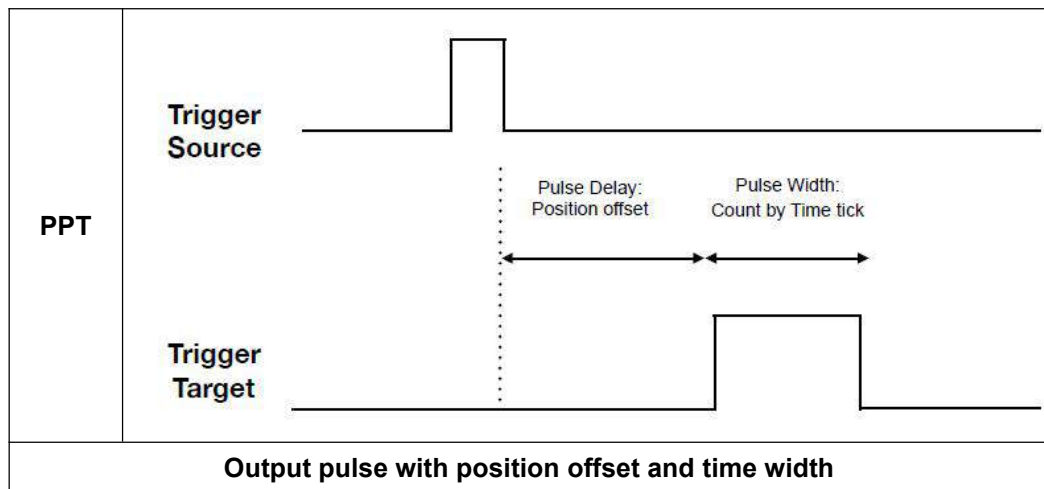 PPT
Trigger
Source
Pulse Delay:
Position offset
Pulse Width:
Count by Time tick
Trigger
Target
Output pulse with position offset and time width